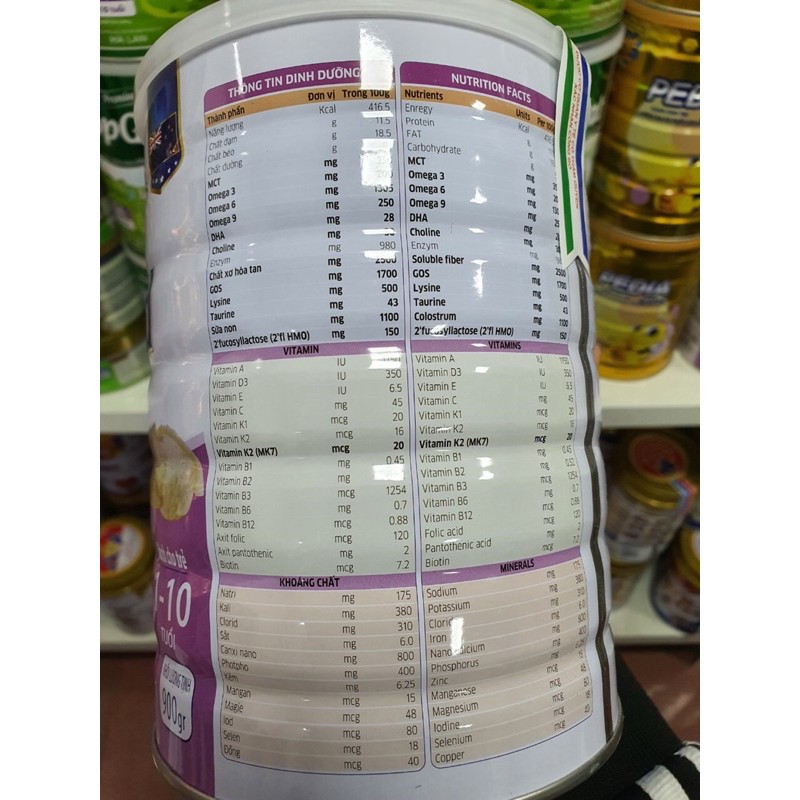 THÔNG TIN DINH DƯỠNG
Thành phần Đơn vị Trong 100g
Năng lượng Kcal 416.5
Chất đạm g 11.5
Chất béo g 18.5
Chất đường g
MCT mg
Omega 3 mg
Omega 6 mg 1305
Omega 9 mg 250
DHA mg 28
Choline mg
Enzym mg 980
Chất xơ hòa tan mg 2500
GOS mg 1700
Lysine mg 500
Taurine mg 43
Sữa non mg 1100
2'fucosyllactose (2'fl HMO) mg 150
VITAMIN
Vitamin A IU
Vitamin D3 IU 350
Vitamin E IU 6.5
Vitamin C mg 45
Vitamin K1 mcg 20
Vitamin K2 mcg 16
Vitamin K2 (MK7) mcg 20
Vitamin B1 mg 0.45
Vitamin B2 mg
Vitamin B3 mcg 1254
Vitamin B6 mg 0.7
Vitamin B12 mcg 0.88
Axit folic mcg 120
Axit pantothenic mg 2
Biotin mcg 7.2
KHOÁNG CHẤT
Natri mg 175
Kali mg 380
Clorid mg 310
Sắt mg 6.0
Canxi nano mg 800
Photpho mg 400
Kẽm mg 6.25
Mangan mcg 15
Magie mg 48
Iod mcg 80
Selen mcg 18
Đồng mcg 40
NUTRITION FACTS
Nutrients Units Per 100g
Enregy Kcal
Protein g
FAT g
Carbohydrate g
MCT mg
Omega 3 mg
Omega 6 mg
Omega 9 mg
DHA mg
Choline mg
Enzym mg
Soluble fiber mg 2500
GOS mg 1700
Lysine mg 500
Taurine mg 43
Colostrum mg 1100
2'fucosyllactose (2'fl HMO) mg 150
VITAMINS
Vitamin A IU
Vitamin D3 IU 350
Vitamin E IU 6.5
Vitamin C mg 45
Vitamin K1 mcg 20
Vitamin K2 mcg
Vitamin K2 (MK7) mcg 20
Vitamin B1 mg 0.45
Vitamin B2 mg
Vitamin B3 mcg 1254
Vitamin B6 mg 0.7
Vitamin B12 mcg 0.88
Folic acid mcg 120
Pantothenic acid mg 2
Biotin mcg 7.2
MINERALS
Sodium mg 175
Potassium mg 380
Clorid mg 310
Iron mg 6.0
Nano calcium mg 800
Phosphorus mg 400
Zinc mg 6.25
Manganese mcg 15
Magnesium mg 48
Iodine mcg 80
Selenium mcg 18
Copper mcg 40
cho trẻ
1-10
TUỔI
900gr
PEDIA